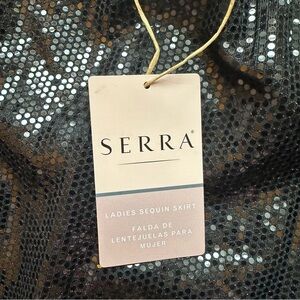 SERRA
LADIES SEQUIN SKIRT
FALDA DE
LENTEJUELAS PARA
MUJER